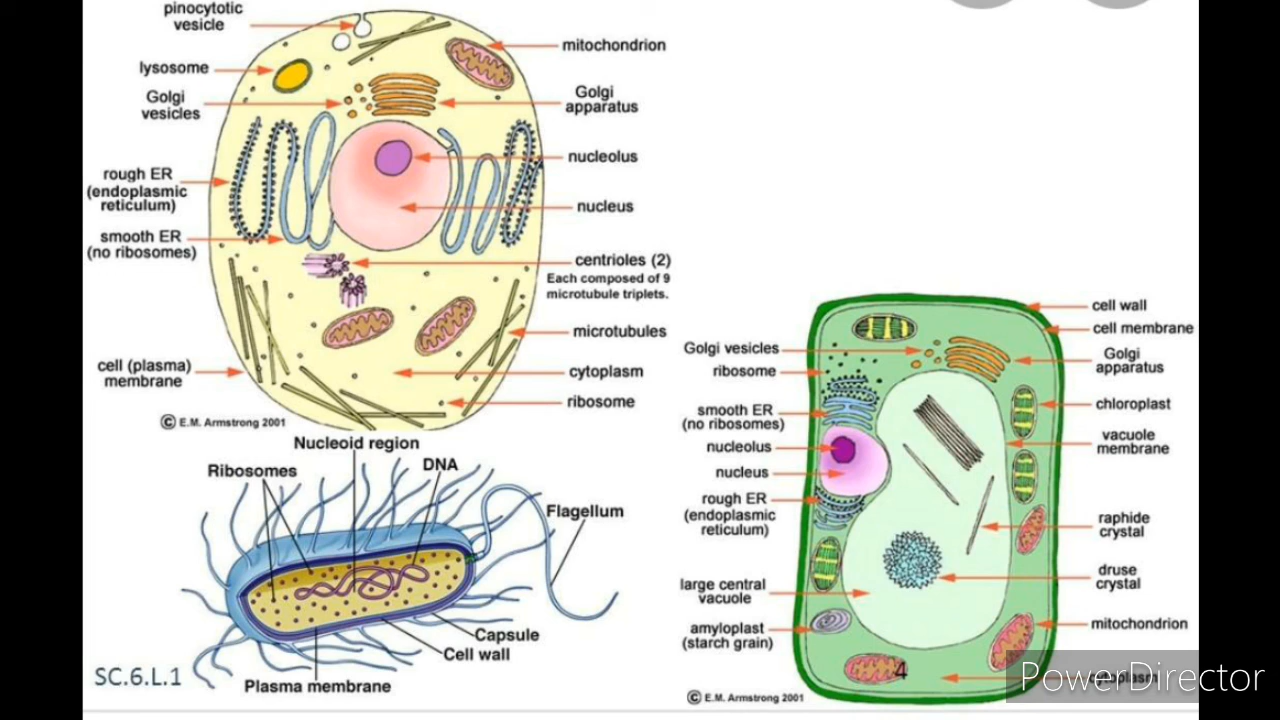 pinocytotic
vesicle
mitochondrion
lysosome
Golgi
vesicles
Golgi
apparatus
nucleolus
rough ER
(endoplasmic
reticulum)
nucleus
smooth ER
(no ribosomes)
centrioles (2)
Each composed of 9
microtubule triplets.
microtubules
cell (plasma)
membrane
cytoplasm
ribosome
© E.M. Armstrong 2001
Nucleoid region
Ribosomes
DNA
Flagellum
Capsule
Cell wall
Plasma membrane
SC.6.L.1
cell wall
cell membrane
Golgi vesicles
Golgi
apparatus
ribosome
chloroplast
smooth ER
(no ribosomes)
vacuole
membrane
nucleolus
nucleus
rough ER
(endoplasmic
reticulum)
raphide
crystal
druse
crystal
large central
vacuole
amyloplast
(starch grain)
mitochondrion
4
cytoplasm
© E.M. Armstrong 2001
PowerDirector